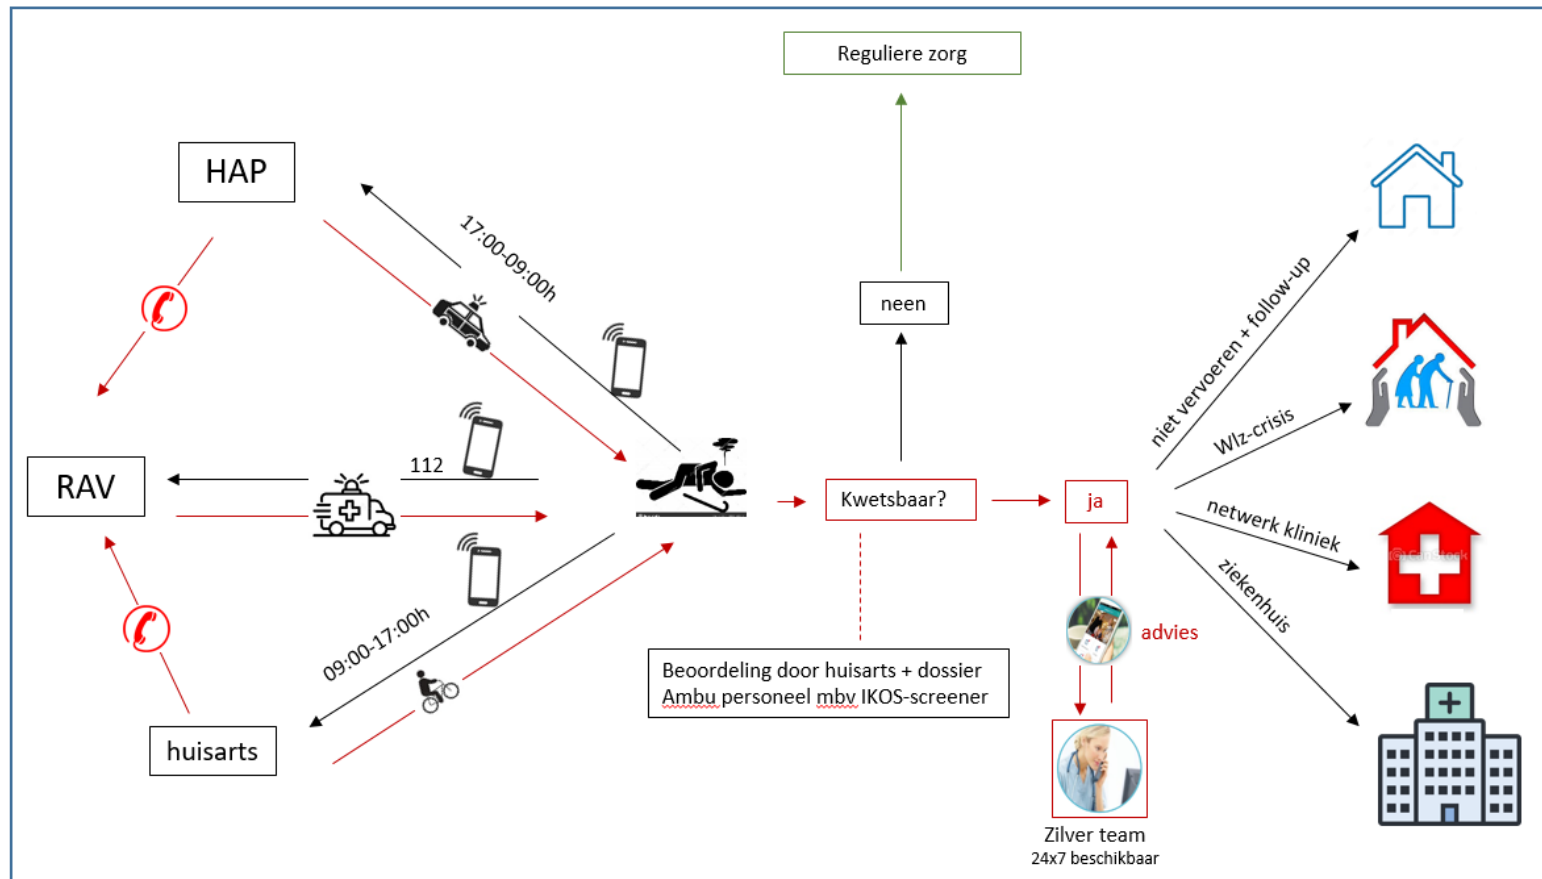 Reguliere zorg
HAP
17:00-09:00h
neen
niet vervoeren + follow-up
Wlz-crisis
112
RAV
Kwetsbaar?
ja
netwerk kliniek
ziekenhuis
09:00-17:00h
advies
Beoordeling door huisarts + dossier
Ambu personeel mbv IKOS-screener
huisarts
Zilver team
24x7 beschikbaar